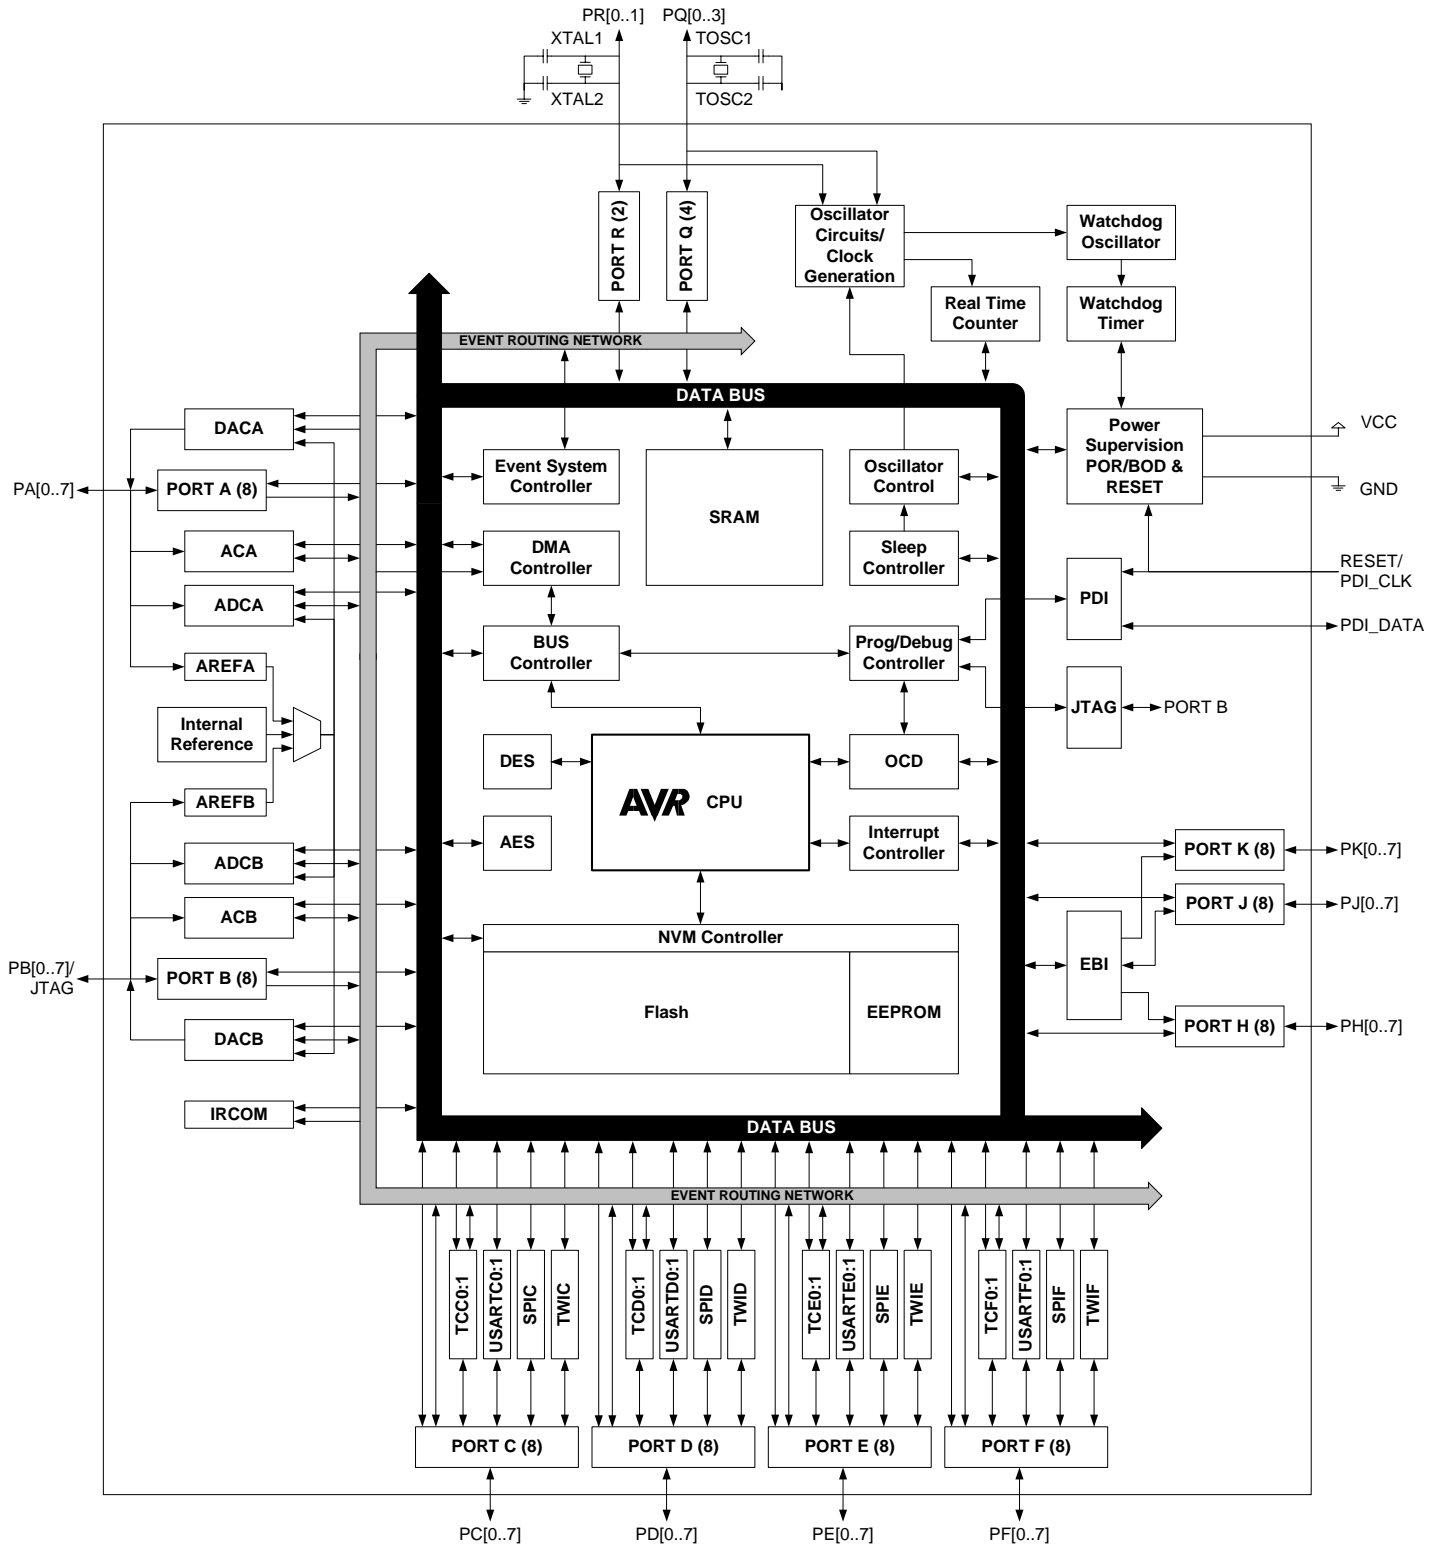 PR[0..1] PQ[0..3]
XTAL1 TOSC1
XTAL2 TOSC2
PORT R (2)
PORT Q (4)
Oscillator
Circuits/
Clock
Generation
Watchdog
Oscillator
Real Time
Counter
Watchdog
Timer
EVENT ROUTING NETWORK
DATA BUS
DACA
PA[0..7]
PORT A (8)
ACA
ADCA
AREFA
Internal
Reference
AREFB
ADCB
ACB
PB[0..7]/
JTAG
PORT B (8)
DACB
IRCOM
Event System
Controller
SRAM
Oscillator
Control
DMA
Controller
Sleep
Controller
BUS
Controller
Prog/Debug
Controller
DES
AVR CPU
OCD
AES
Interrupt
Controller
NVM Controller
Flash
EEPROM
Power
Supervision
POR/BOD &
RESET
VCC
GND
RESET/
PDI_CLK
PDI
PDI_DATA
JTAG
PORT B
PORT K (8)
PK[0..7]
PORT J (8)
PJ[0..7]
EBI
PORT H (8)
PH[0..7]
DATA BUS
EVENT ROUTING NETWORK
TCC0:1
USARTC0:1
SPIC
TWIC
TCD0:1
USARTD0:1
SPID
TWID
TCE0:1
USARTE0:1
SPIE
TWIE
TCF0:1
USARTF0:1
SPIF
TWIF
PORT C (8)
PORT D (8)
PORT E (8)
PORT F (8)
PC[0..7]
PD[0..7]
PE[0..7]
PF[0..7]